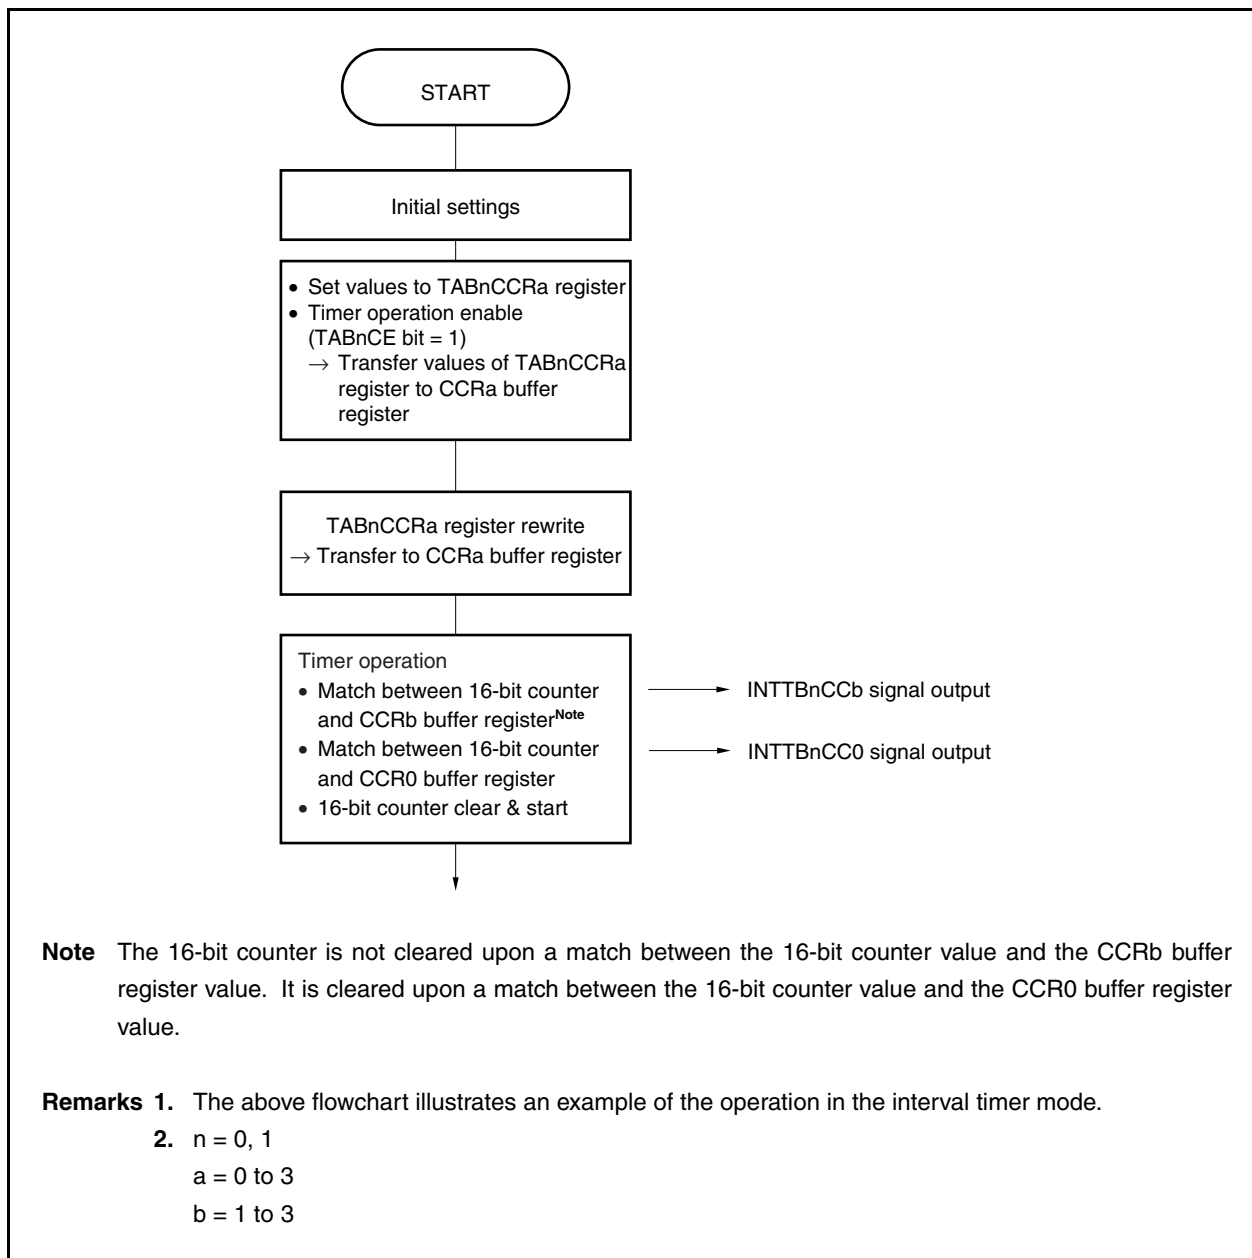 START
Initial settings
• Set values to TABnCCRa register
• Timer operation enable
(TABnCE bit = 1)
→ Transfer values of TABnCCRa
register to CCRa buffer
register
TABnCCRa register rewrite
→ Transfer to CCRa buffer register
Timer operation
• Match between 16-bit counter
and CCRb buffer registerNote
• Match between 16-bit counter
and CCR0 buffer register
• 16-bit counter clear & start
INTTBnCCb signal output
INTTBnCC0 signal output
Note The 16-bit counter is not cleared upon a match between the 16-bit counter value and the CCRb buffer
register value. It is cleared upon a match between the 16-bit counter value and the CCR0 buffer register
value.
Remarks 1. The above flowchart illustrates an example of the operation in the interval timer mode.
2. n = 0, 1
a = 0 to 3
b = 1 to 3